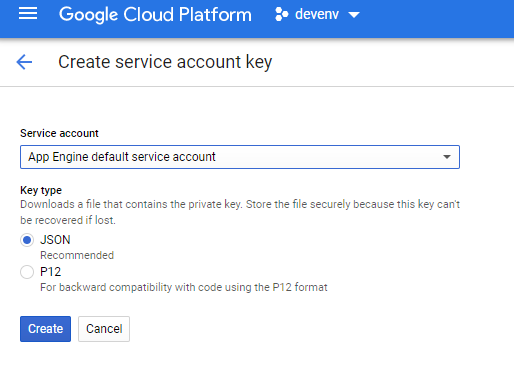 Google Cloud Platform devenv
Create service account key
Service account
App Engine default service account
Key type
Downloads a file that contains the private key. Store the file securely because this key can't
be recovered if lost.
JSON
Recommended
P12
For backward compatibility with code using the P12 format
Create Cancel